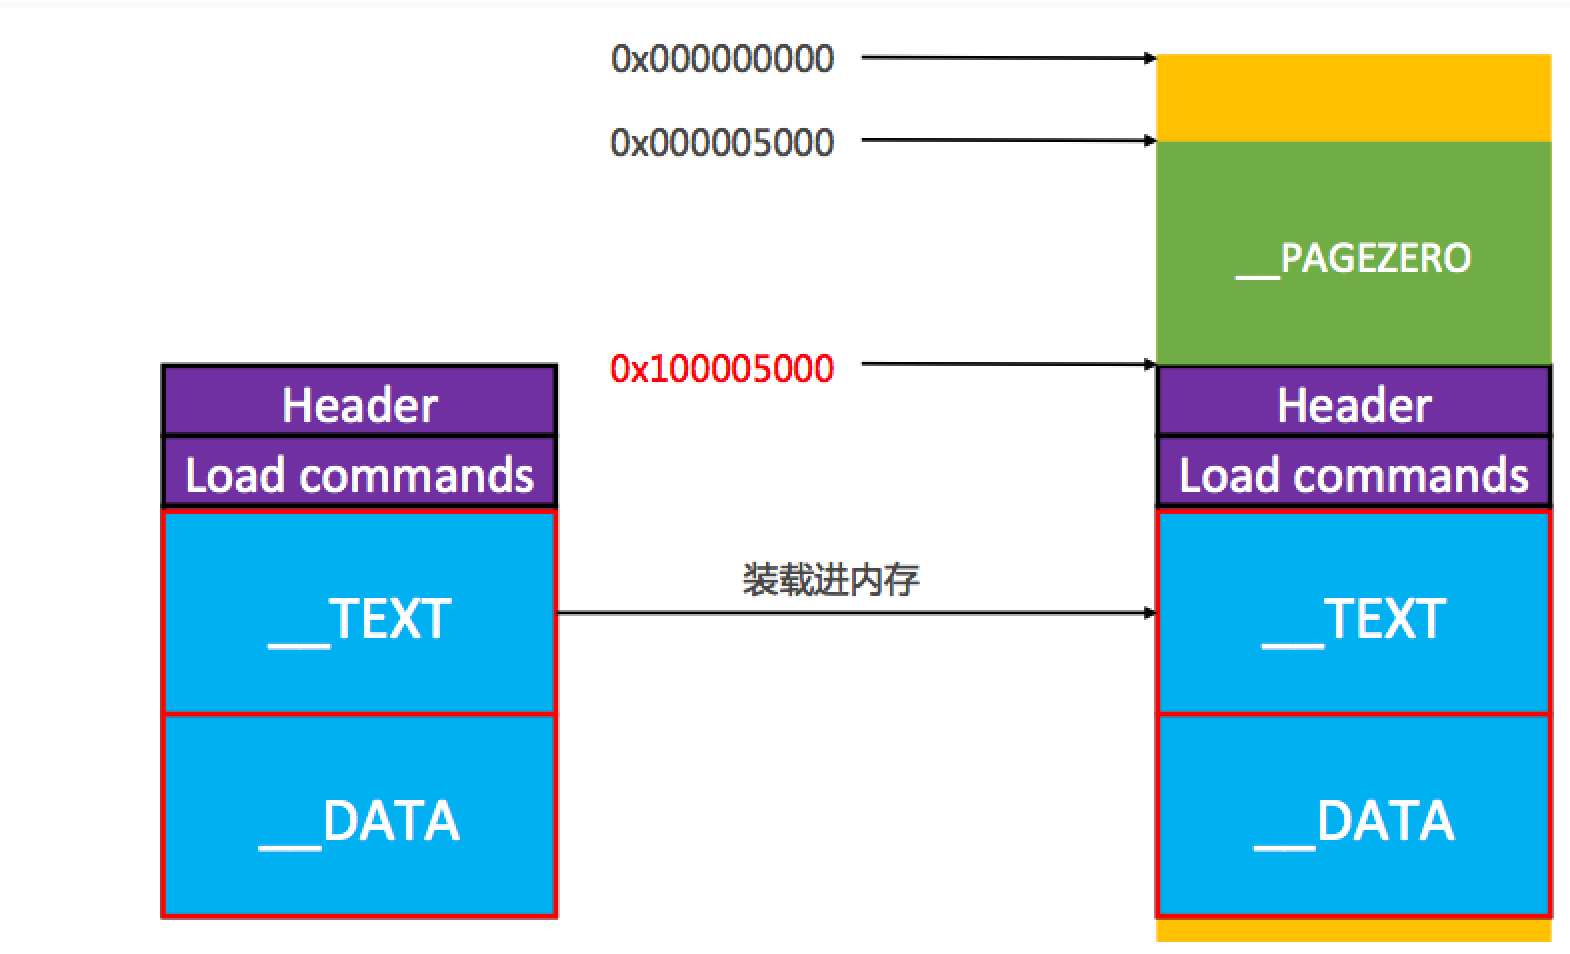 0x000000000
0x000005000
__PAGEZERO
0x100005000
Header
Header
Load commands
Load commands
装载进内存
__TEXT
__TEXT
__DATA
__DATA